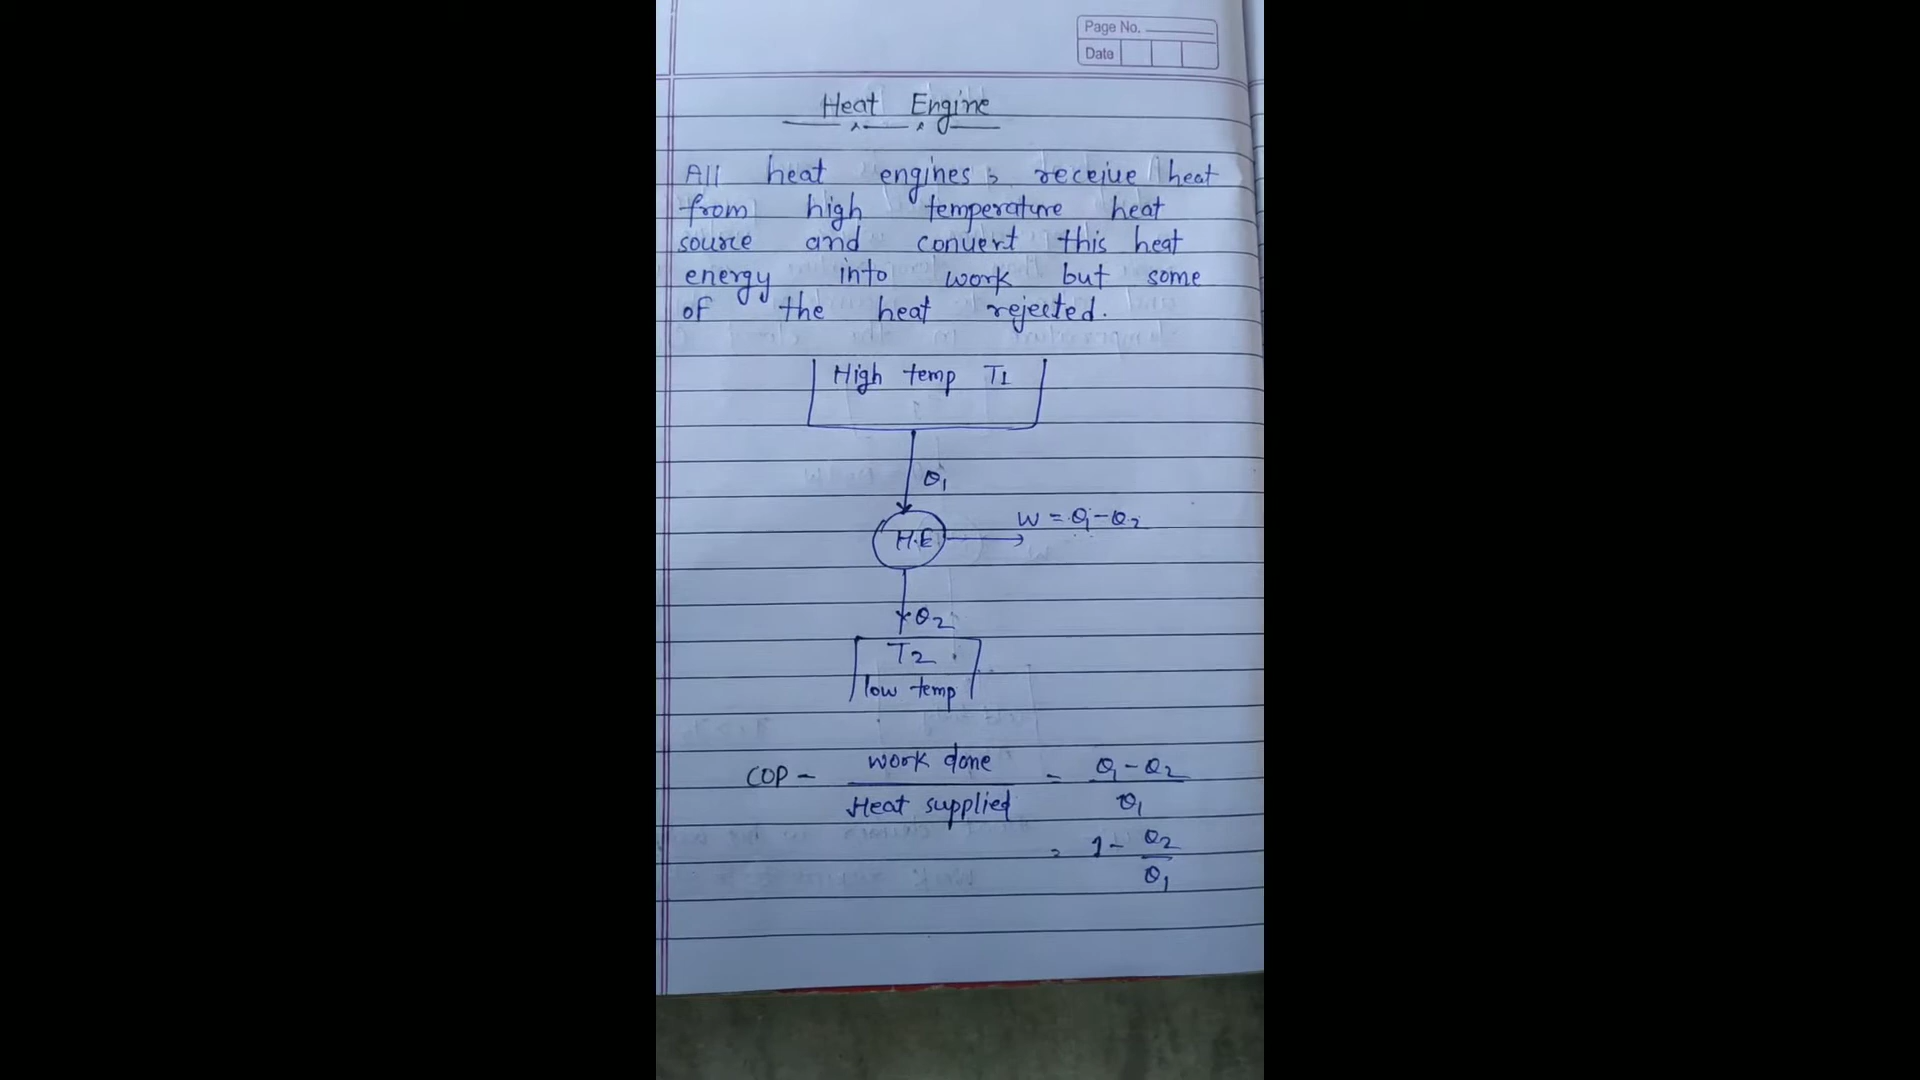 Page No.
Date
Heat Engine
All heat engines, receive heat
from high temperature heat
source and convert this heat
energy into work but some
of the heat rejected.
High temp T1
Q1
H.E
W = Q1 - Q2
Q2
T2
low temp
COP - work done / Heat supplied = Q1 - Q2 / Q1
= 1 - Q2 / Q1